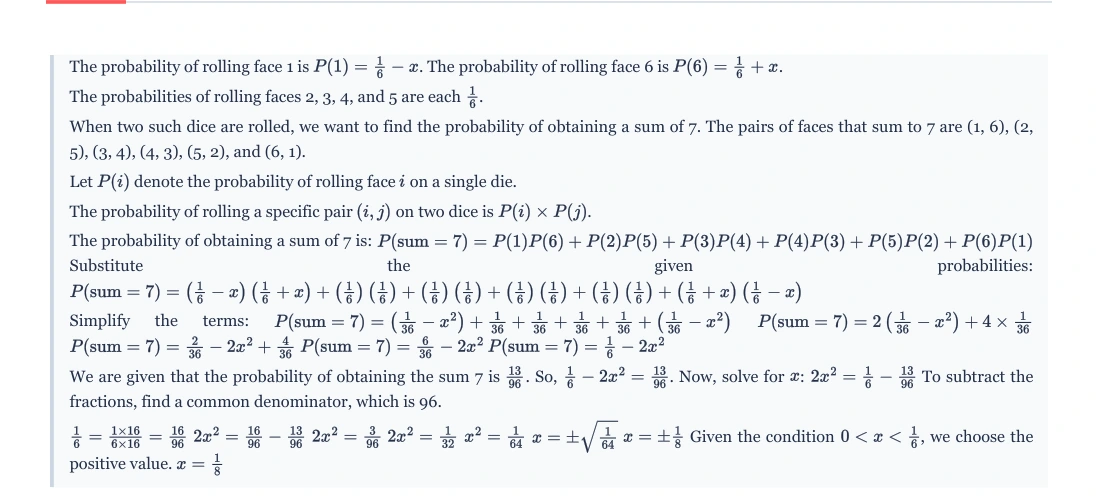 The probability of rolling face 1 is P(1) = 1/6 − x. The probability of rolling face 6 is P(6) = 1/6 + x.
The probabilities of rolling faces 2, 3, 4, and 5 are each 1/6.
When two such dice are rolled, we want to find the probability of obtaining a sum of 7. The pairs of faces that sum to 7 are (1, 6), (2,
5), (3, 4), (4, 3), (5, 2), and (6, 1).
Let P(i) denote the probability of rolling face i on a single die.
The probability of rolling a specific pair (i, j) on two dice is P(i) × P(j).
The probability of obtaining a sum of 7 is: P(sum = 7) = P(1)P(6) + P(2)P(5) + P(3)P(4) + P(4)P(3) + P(5)P(2) + P(6)P(1)
Substitute the given probabilities:
P(sum = 7) = (1/6 − x) (1/6 + x) + (1/6) (1/6) + (1/6) (1/6) + (1/6) (1/6) + (1/6) (1/6) + (1/6 + x) (1/6 − x)
Simplify the terms: P(sum = 7) = (1/36 − x²) + 1/36 + 1/36 + 1/36 + 1/36 + (1/36 − x²) P(sum = 7) = 2 (1/36 − x²) + 4 × 1/36
P(sum = 7) = 2/36 − 2x² + 4/36 P(sum = 7) = 6/36 − 2x² P(sum = 7) = 1/6 − 2x²
We are given that the probability of obtaining the sum 7 is 13/96. So, 1/6 − 2x² = 13/96. Now, solve for x: 2x² = 1/6 − 13/96 To subtract the
fractions, find a common denominator, which is 96.
1/6 = 1×16/6×16 = 16/96 2x² = 16/96 − 13/96 2x² = 3/96 2x² = 1/32 x² = 1/64 x = ±√(1/64) x = ±1/8 Given the condition 0 < x < 1/6, we choose the
positive value. x = 1/8